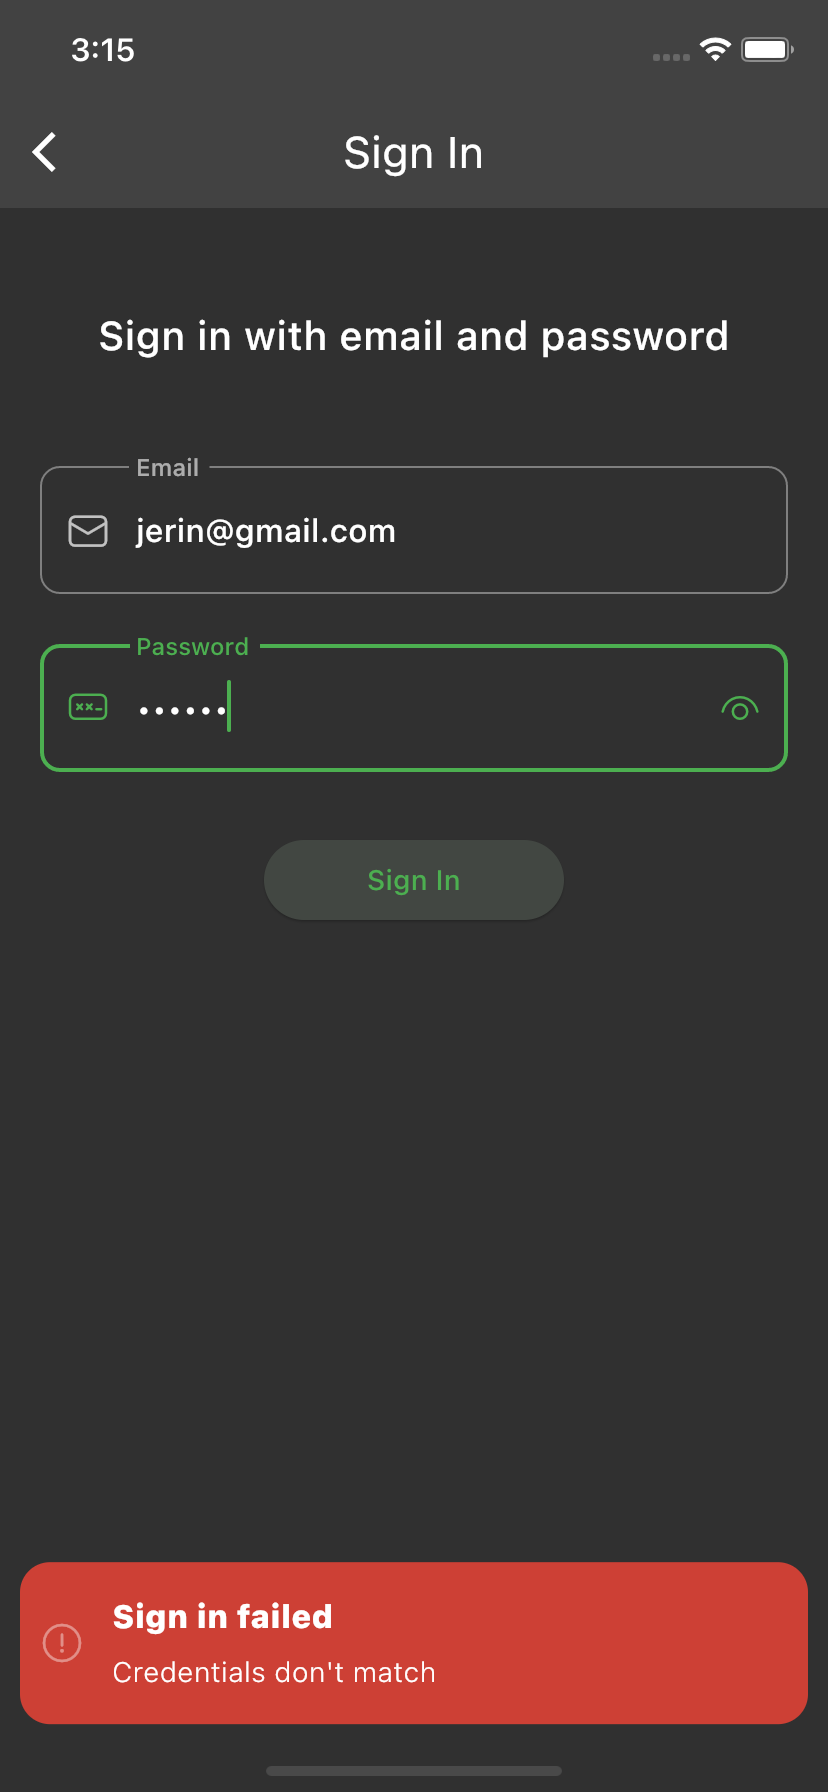 3:15
Sign In
Sign in with email and password
Email
jerin@gmail.com
Password
••••••
Sign In
Sign in failed
Credentials don't match